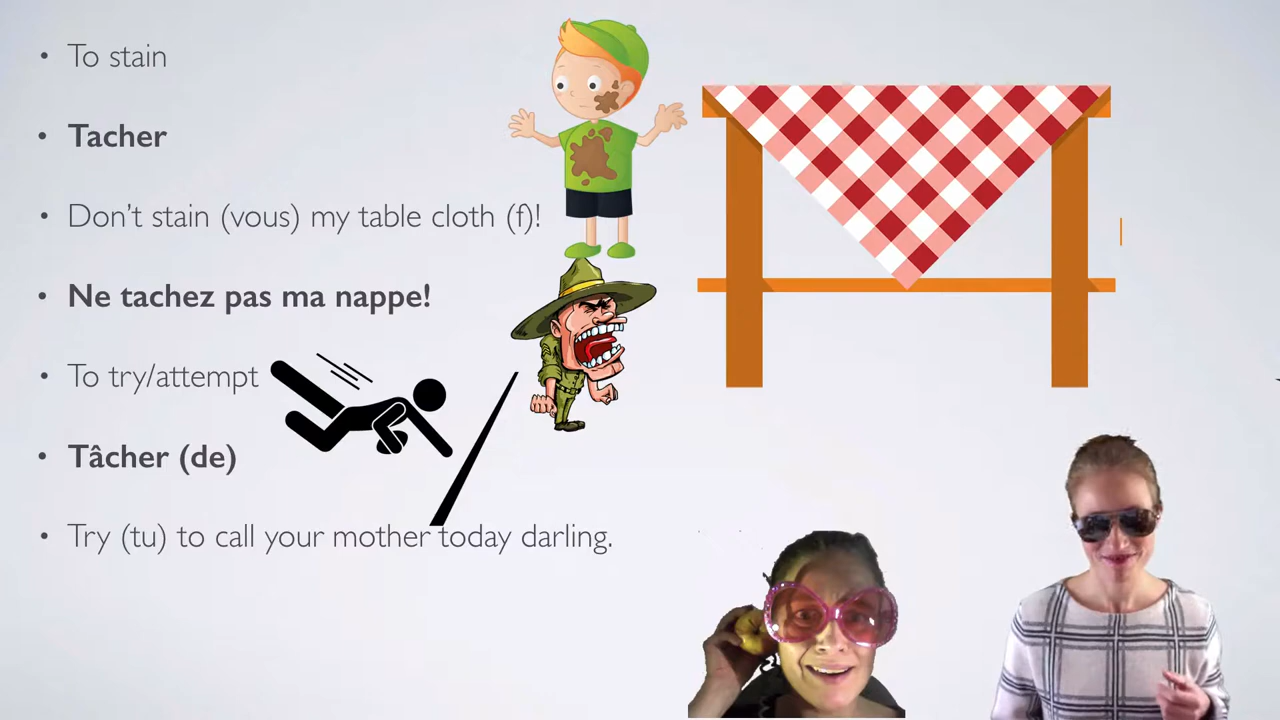 To stain
Tacher
Don't stain (vous) my table cloth (f)!
Ne tachez pas ma nappe!
To try/attempt
Tâcher (de)
Try (tu) to call your mother today darling.